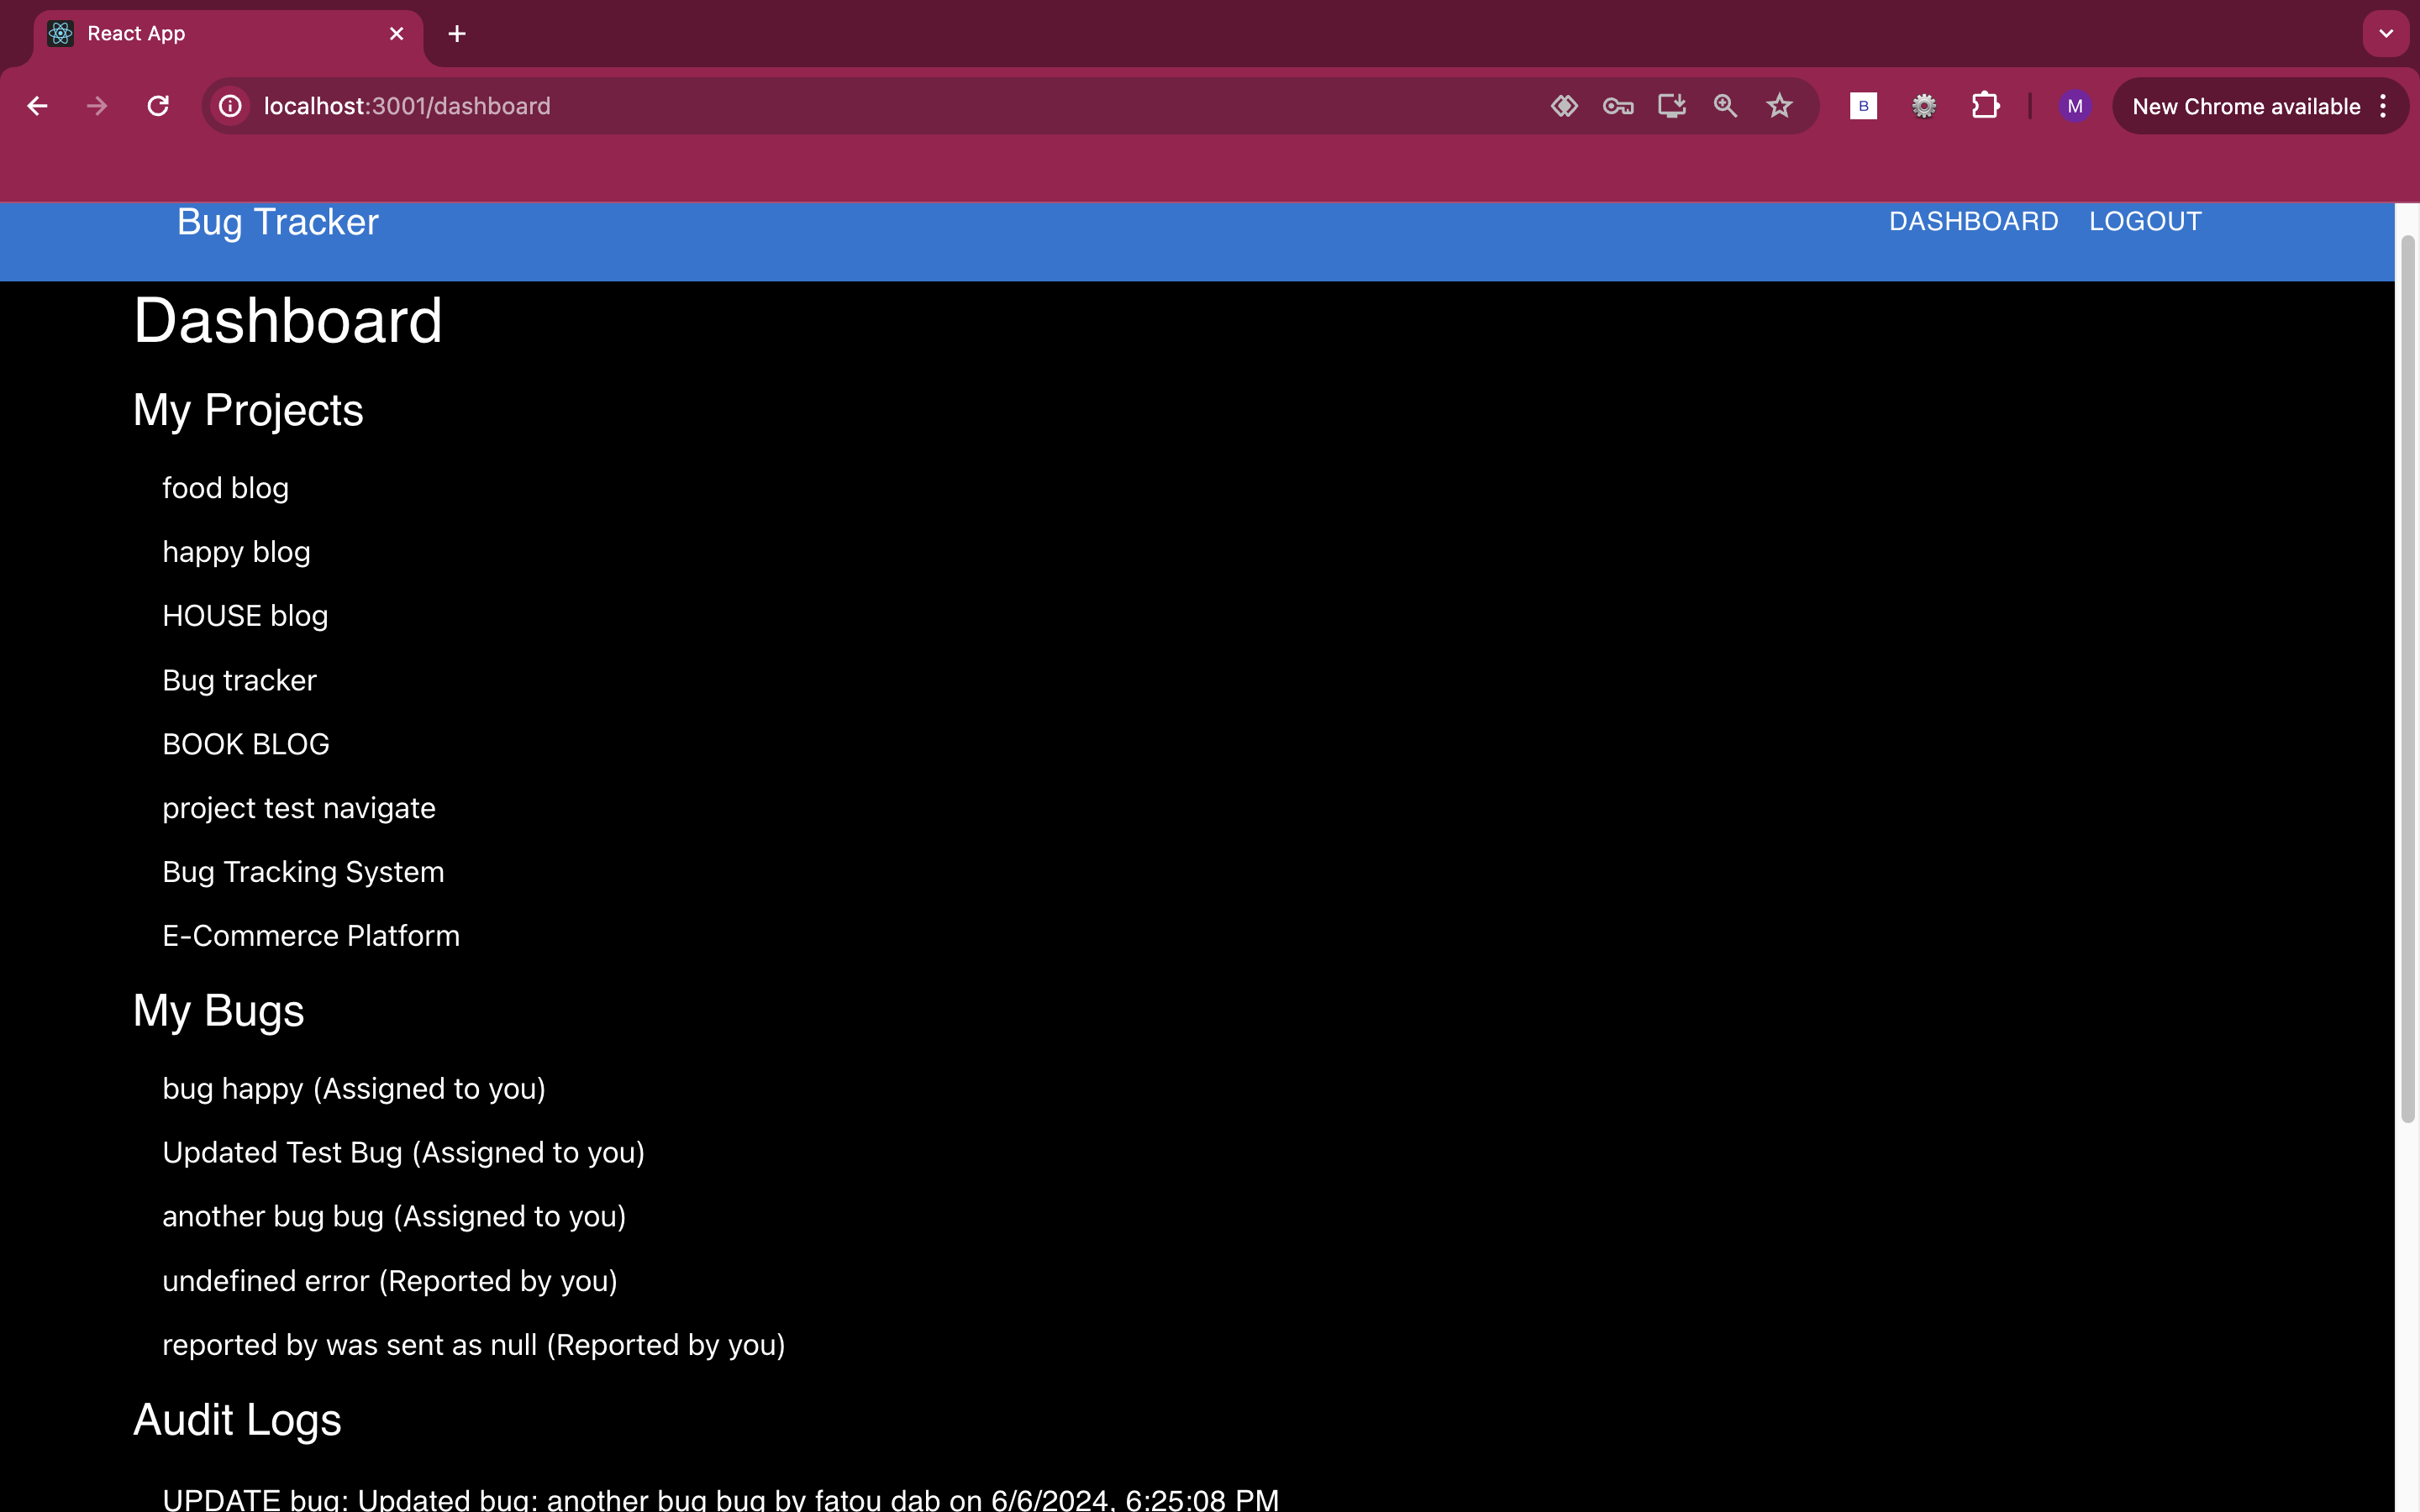 React App
localhost:3001/dashboard
B
M
New Chrome available
Bug Tracker
DASHBOARD
LOGOUT
Dashboard
My Projects
food blog
happy blog
HOUSE blog
Bug tracker
BOOK BLOG
project test navigate
Bug Tracking System
E-Commerce Platform
My Bugs
bug happy (Assigned to you)
Updated Test Bug (Assigned to you)
another bug bug (Assigned to you)
undefined error (Reported by you)
reported by was sent as null (Reported by you)
Audit Logs
UPDATE bug: Updated bug: another bug bug by fatou dab on 6/6/2024, 6:25:08 PM